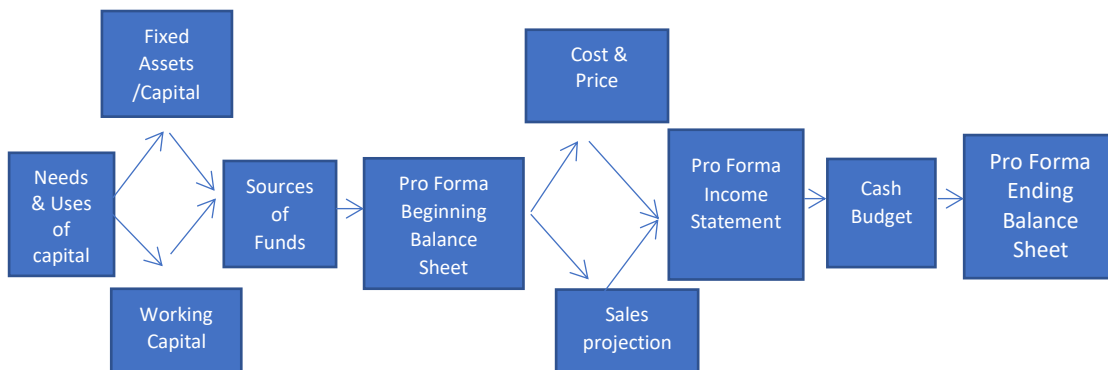 Fixed
Assets
/Capital
Needs
& Uses
of
capital
Working
Capital
Sources
of
Funds
Pro Forma
Beginning
Balance
Sheet
Cost &
Price
Sales
projection
Pro Forma
Income
Statement
Cash
Budget
Pro Forma
Ending
Balance
Sheet